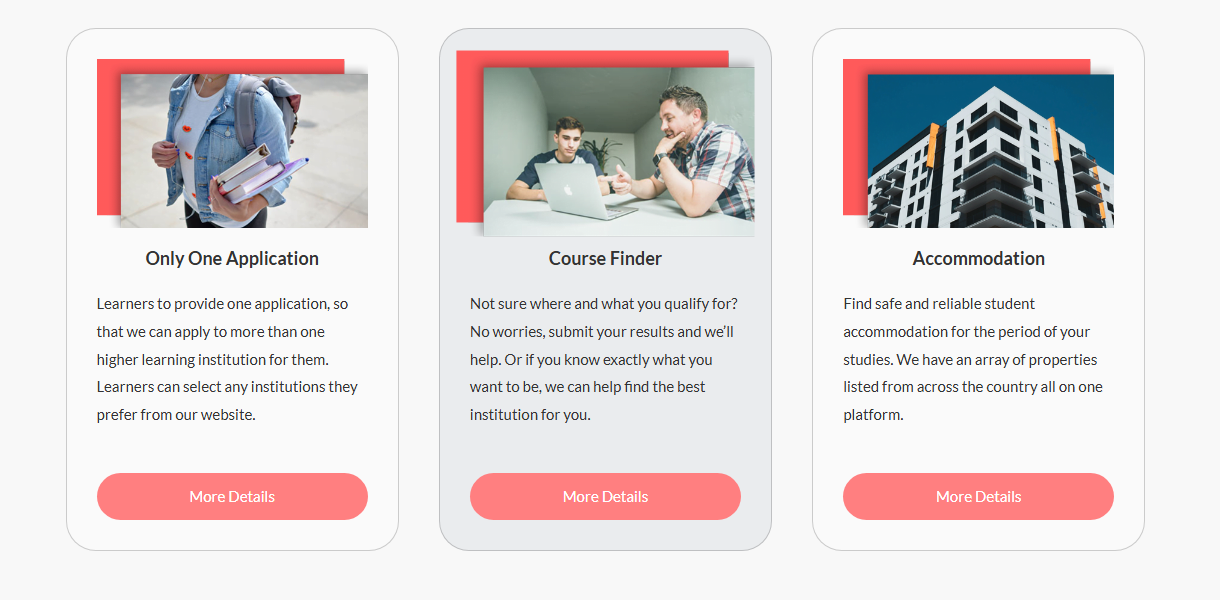 Only One Application
Learners to provide one application, so
that we can apply to more than one
higher learning institution for them.
Learners can select any institutions they
prefer from our website.
More Details
Course Finder
Not sure where and what you qualify for?
No worries, submit your results and we’ll
help. Or if you know exactly what you
want to be, we can help find the best
institution for you.
More Details
Accommodation
Find safe and reliable student
accommodation for the period of your
studies. We have an array of properties
listed from across the country all on one
platform.
More Details